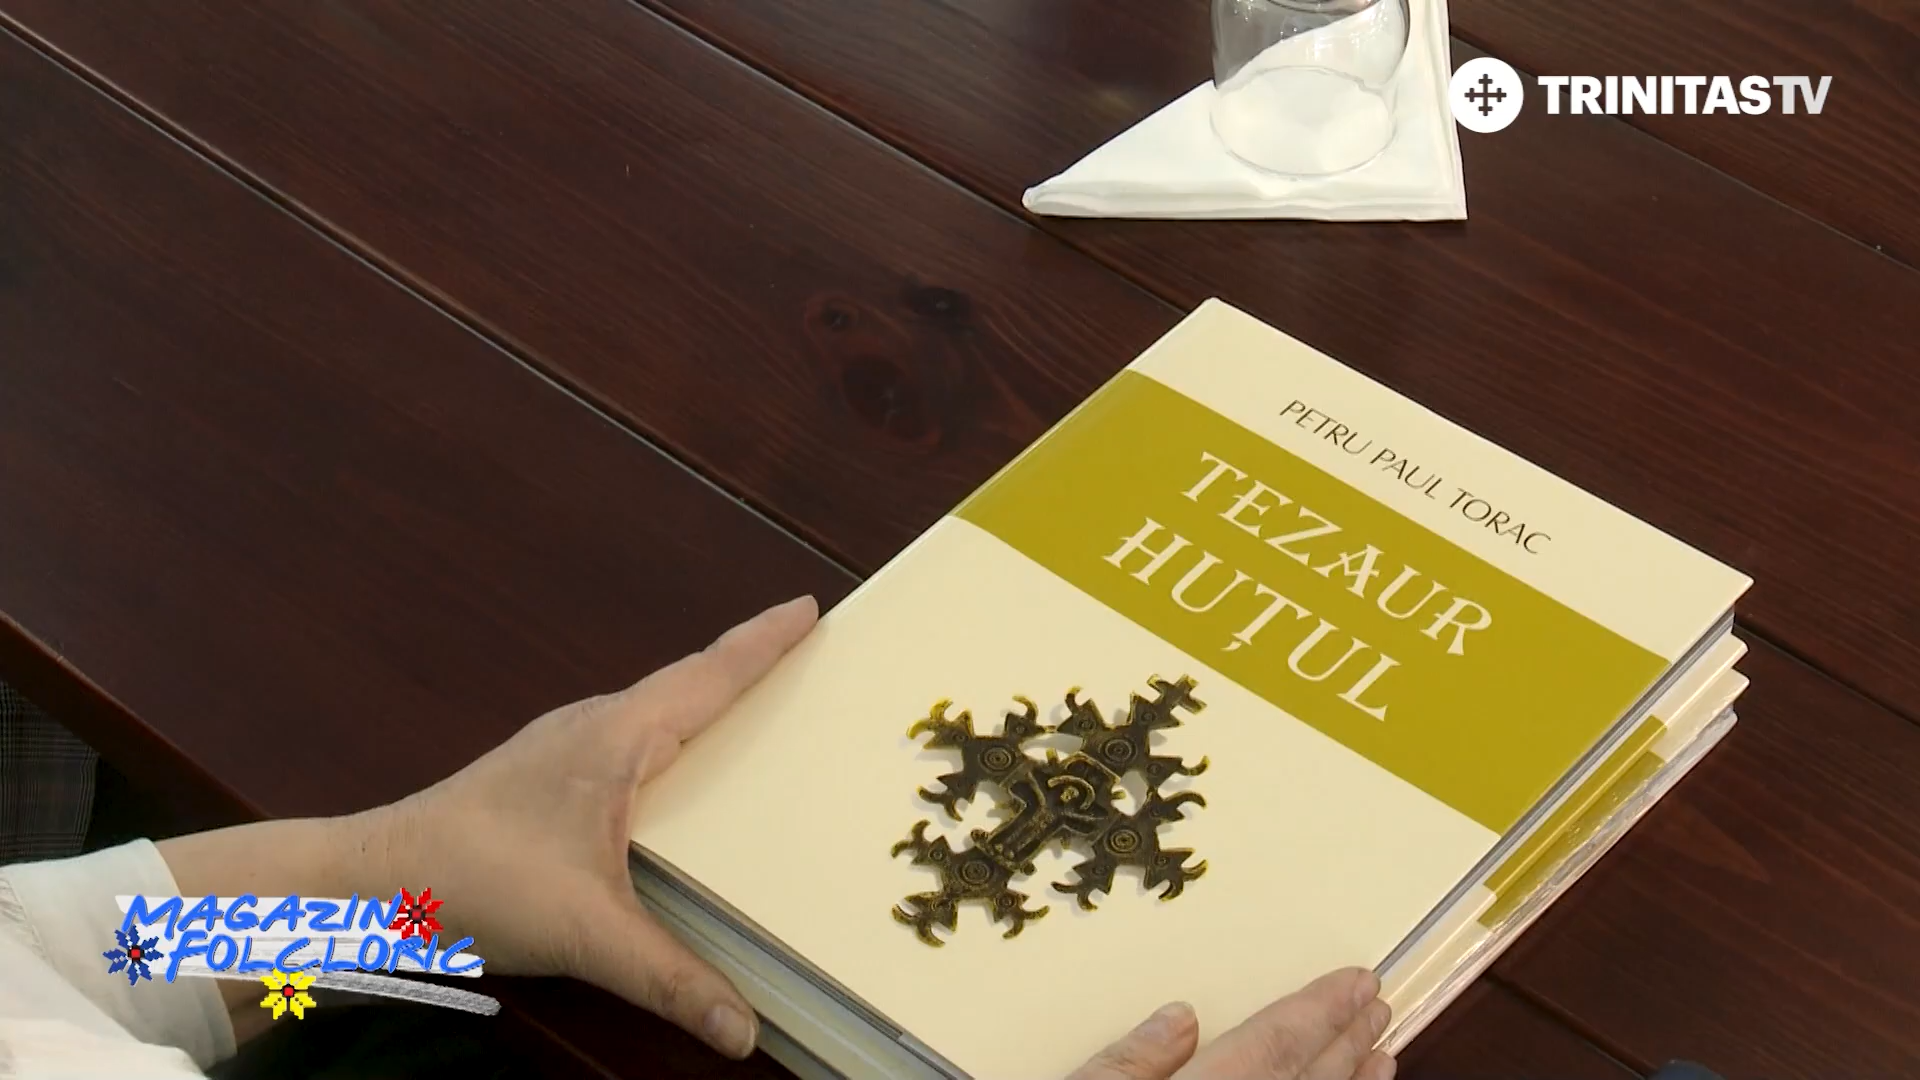 TRINITASTV
PETRU PAUL TORAC
TEZAUR
HUȚUL
MAGAZIN
FOLCLORIC